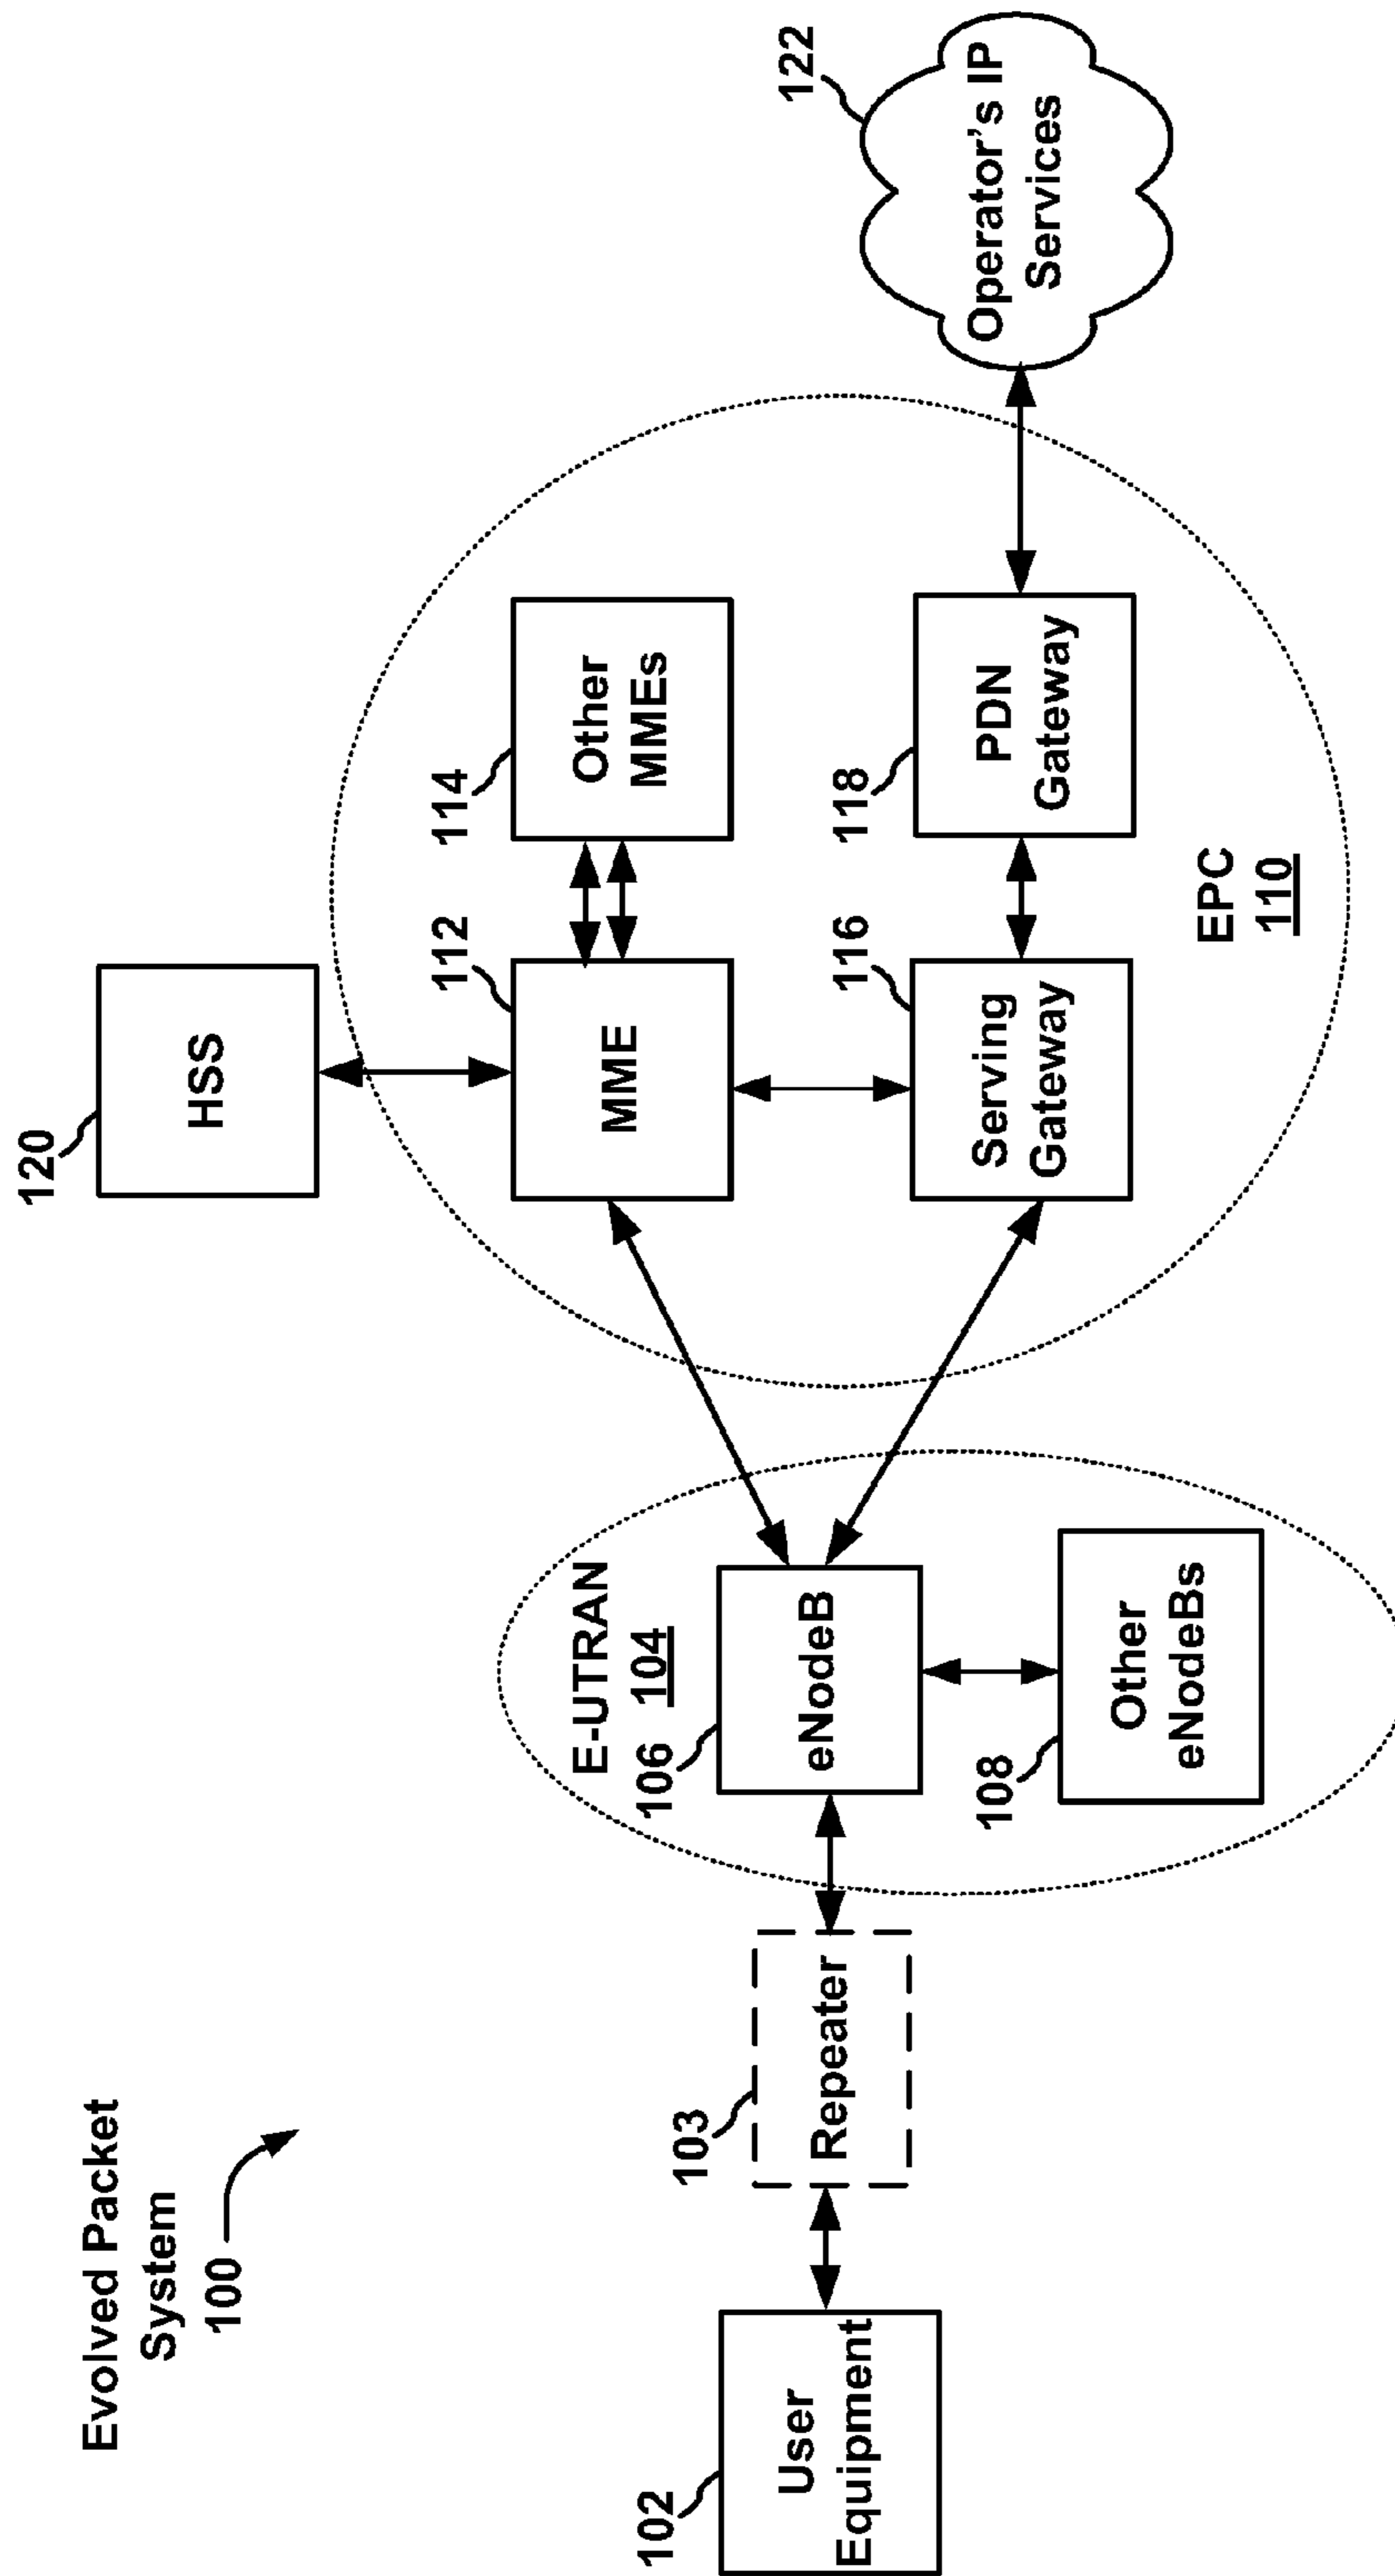 Evolved Packet
System
100
102
User
Equipment
103
Repeater
E-UTRAN
104
106
eNodeB
108
Other
eNodeBs
120
HSS
112
MME
114
Other
MMEs
116
Serving
Gateway
118
PDN
Gateway
EPC
110
122
Operator's IP
Services